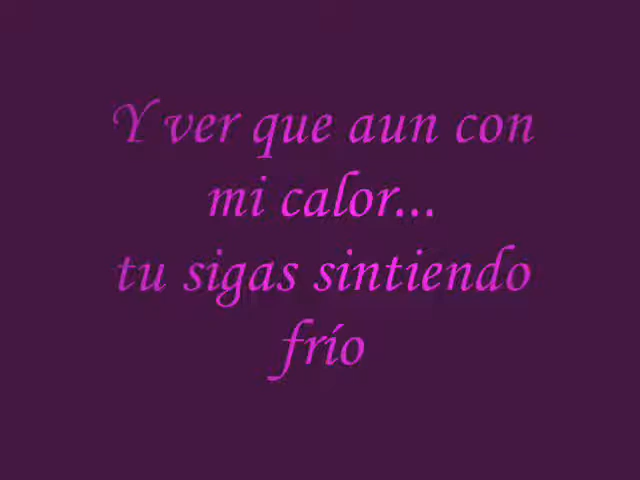 Y ver que aun con
mi calor...
tu sigas sintiendo
frío